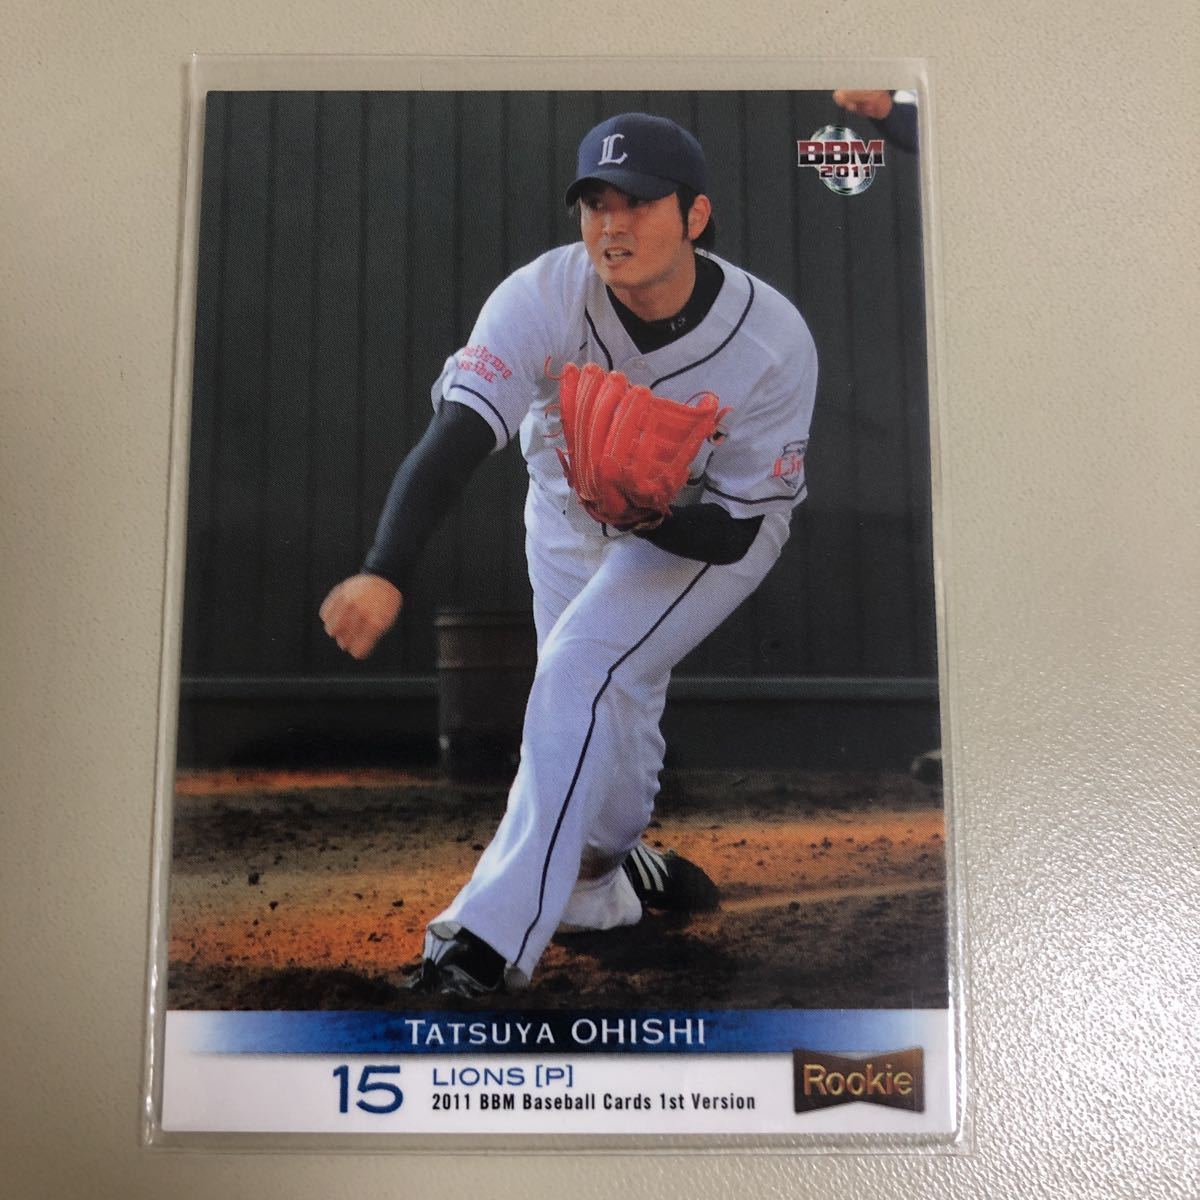 BBM
2011
L
TATSUYA OHISHI
15
LIONS [P]
2011 BBM Baseball Cards 1st Version
Rookie